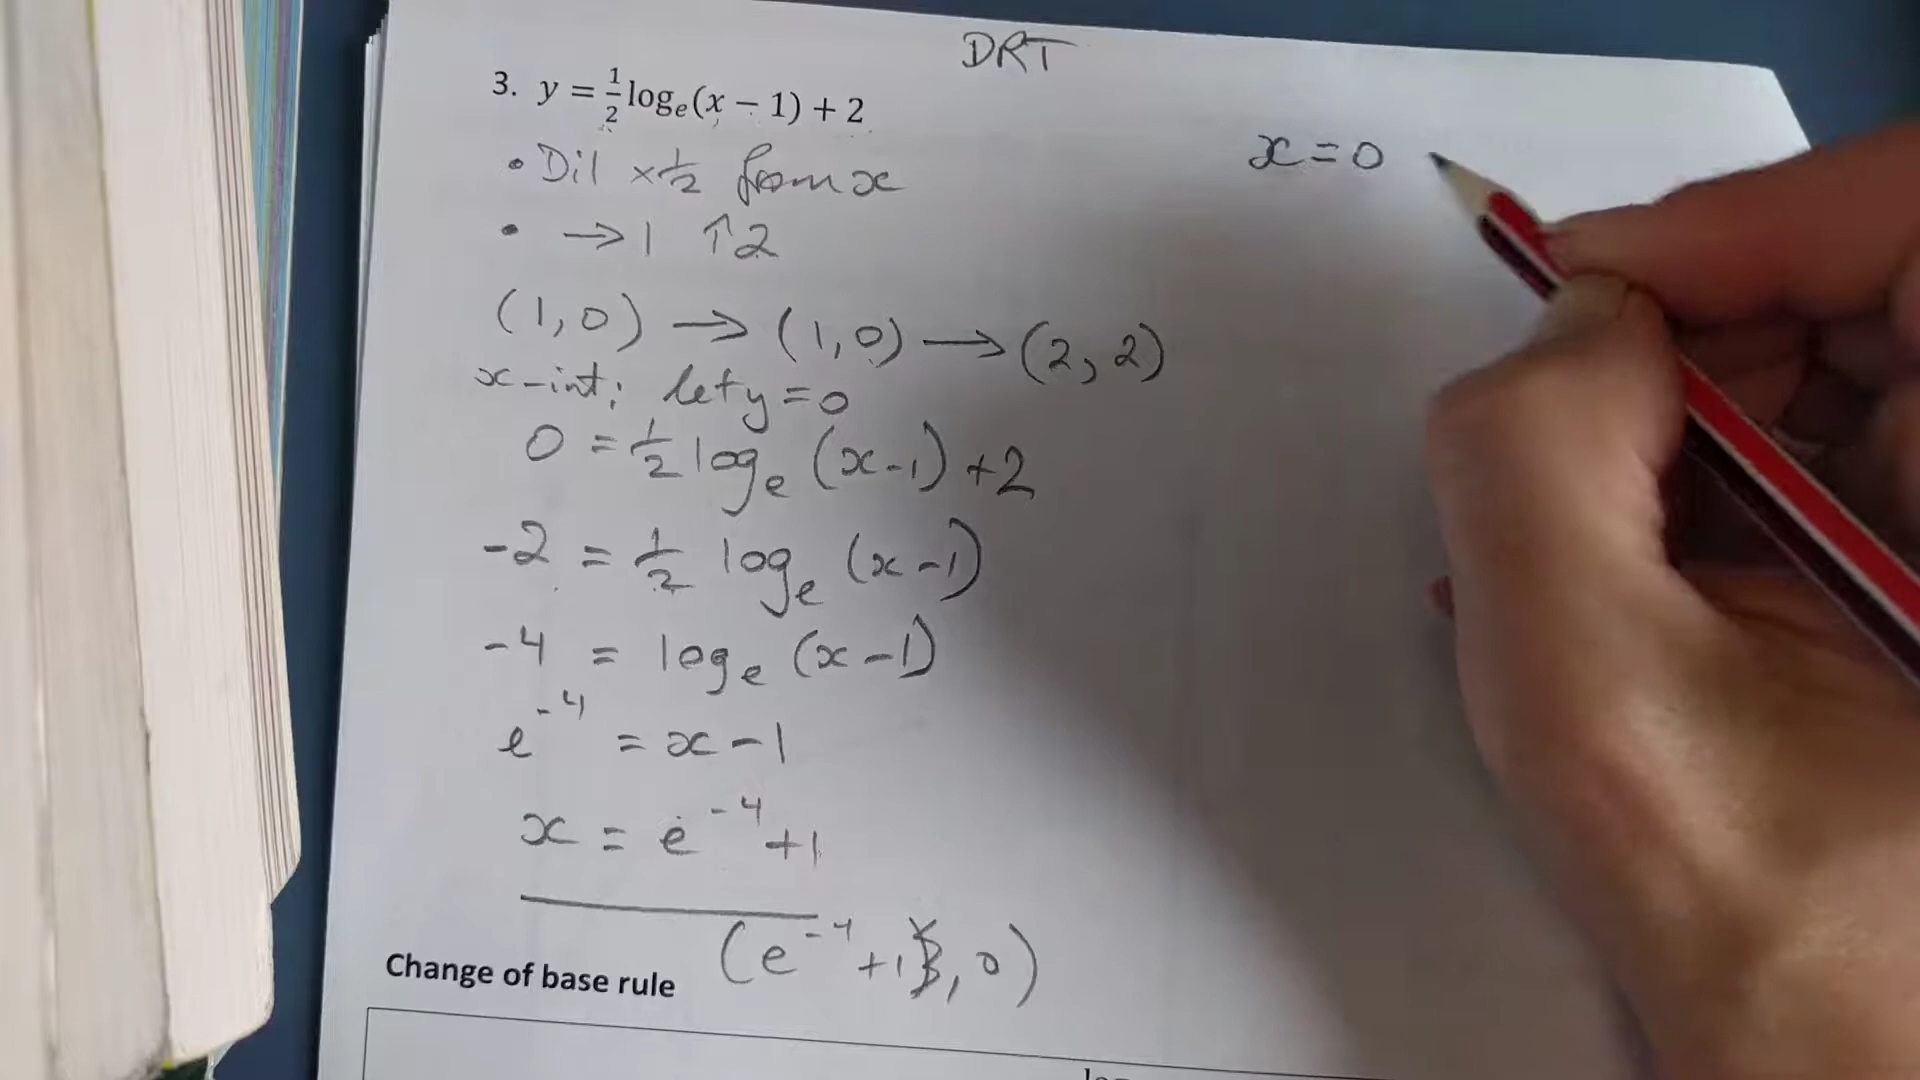 DRT
3. y = 1/2 logₑ(x − 1) + 2
x = 0
• Dil × 1/2 from x
• → 1 ↑ 2
(1, 0) → (1, 0) → (2, 2)
x-int: let y = 0
0 = 1/2 logₑ (x-1) + 2
-2 = 1/2 logₑ (x-1)
-4 = logₑ (x-1)
e⁻⁴ = x - 1
x = e⁻⁴ + 1
(e⁻⁴ + 1, 0)
Change of base rule